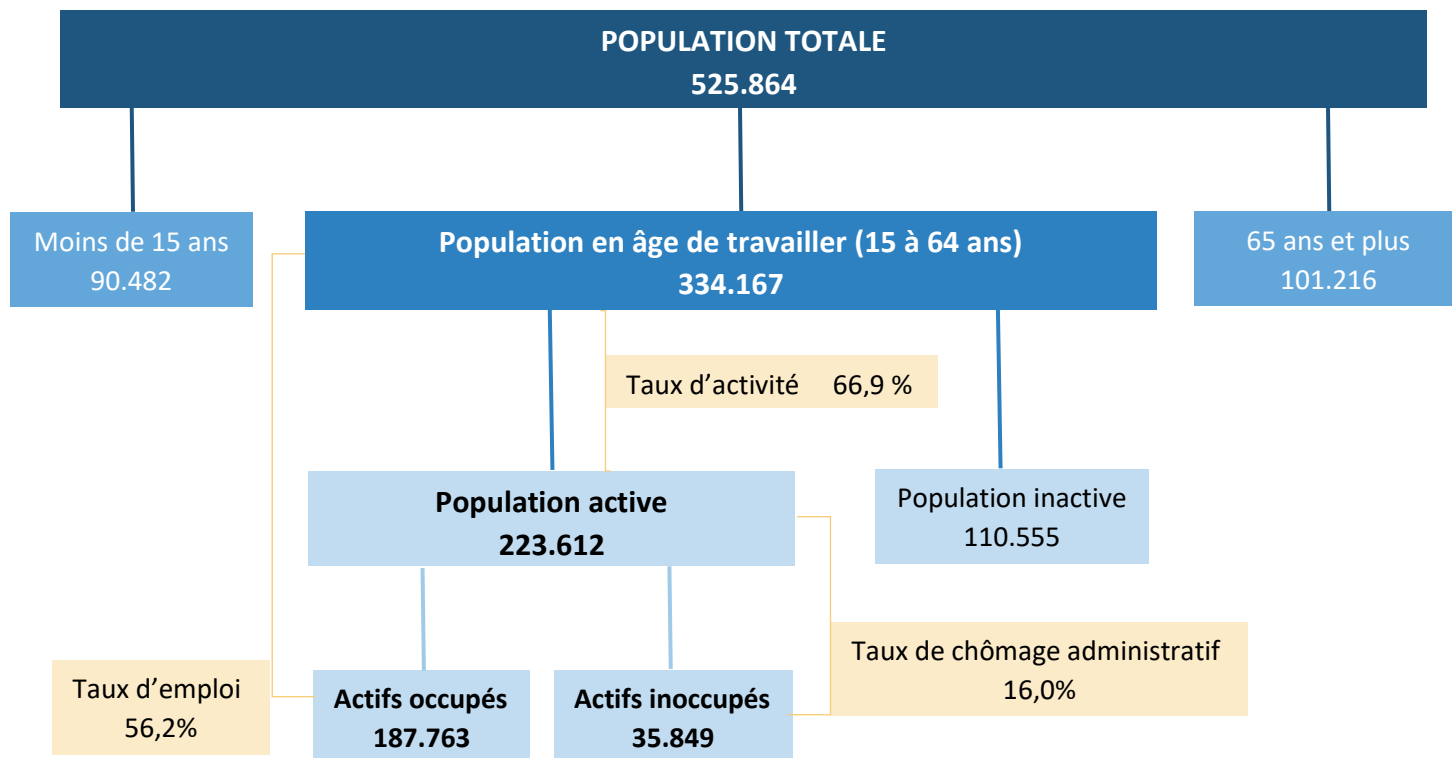 POPULATION TOTALE
525.864
Moins de 15 ans
90.482
Population en âge de travailler (15 à 64 ans)
334.167
65 ans et plus
101.216
Taux d’activité 66,9 %
Population active
223.612
Population inactive
110.555
Taux d’emploi
56,2%
Actifs occupés
187.763
Actifs inoccupés
35.849
Taux de chômage administratif
16,0%